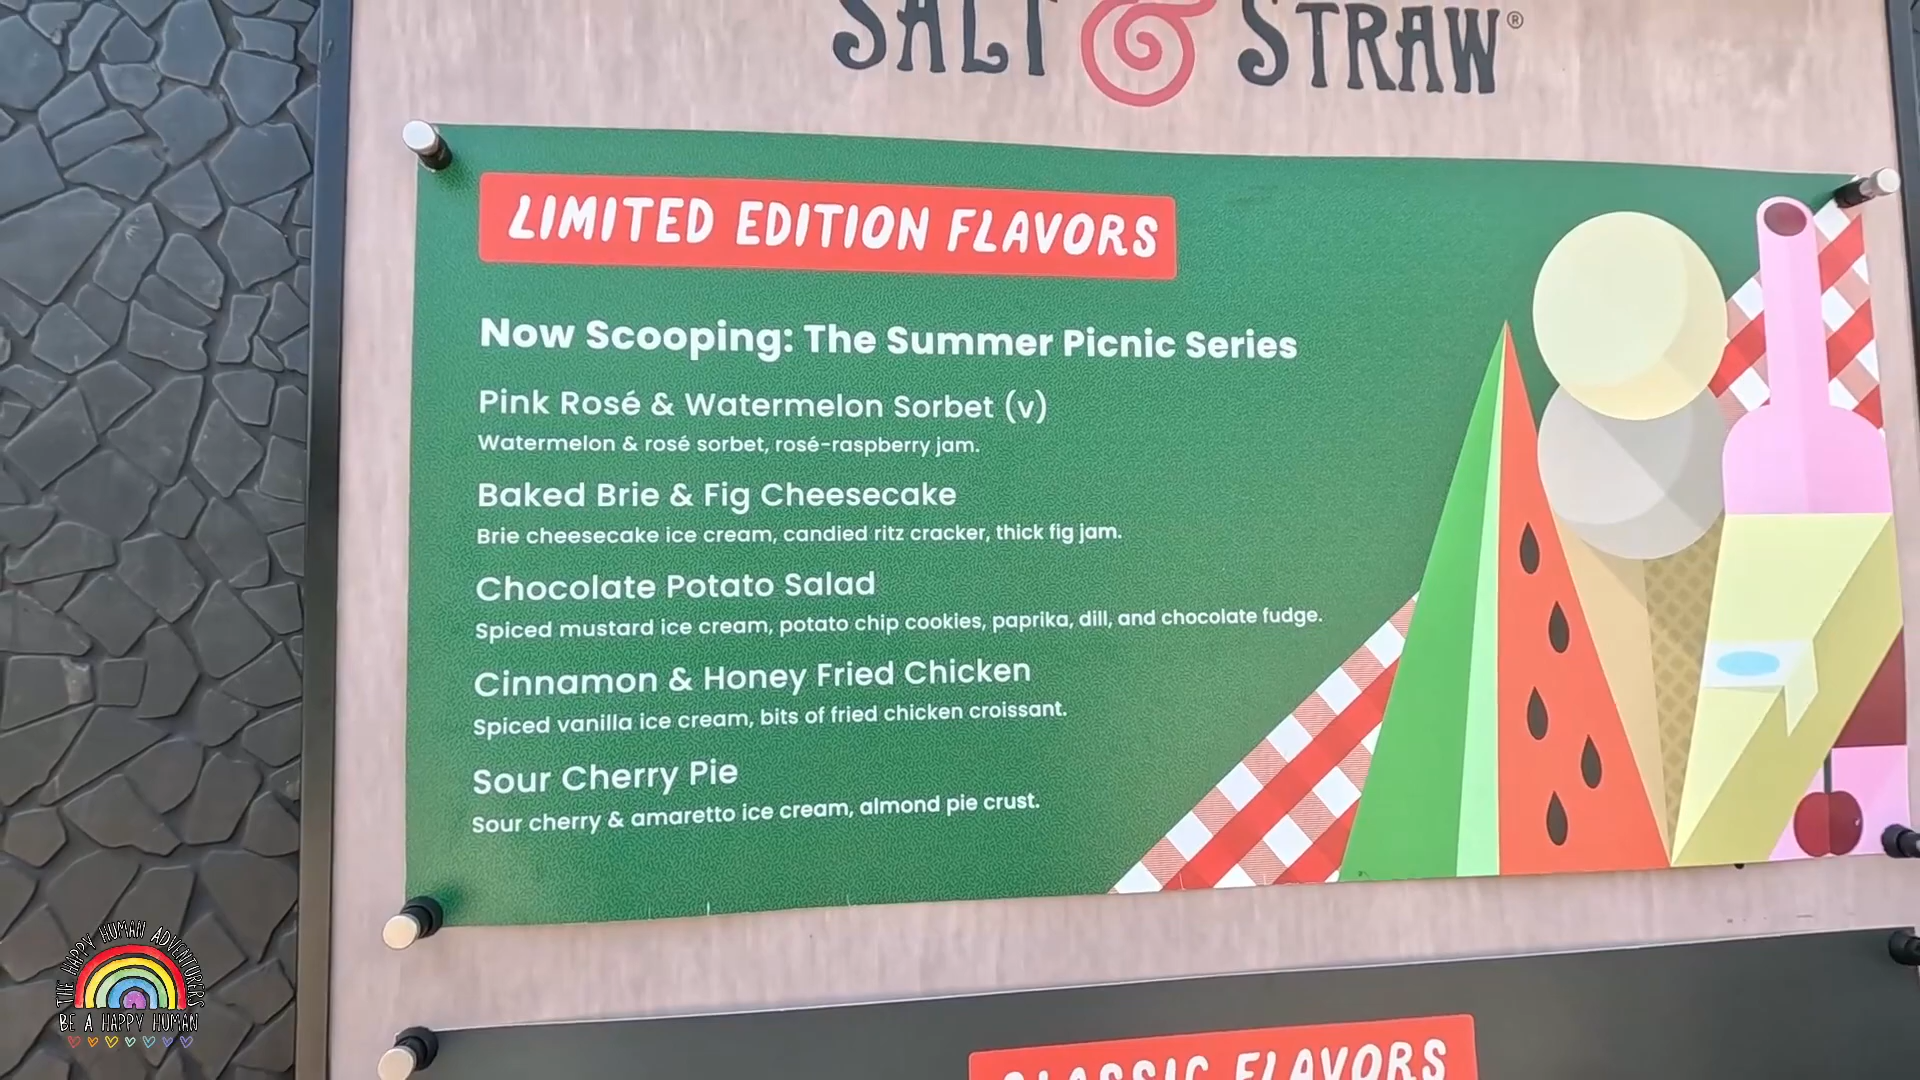 SALT & STRAW®
LIMITED EDITION FLAVORS
Now Scooping: The Summer Picnic Series
Pink Rosé & Watermelon Sorbet (v)
Watermelon & rosé sorbet, rosé-raspberry jam.
Baked Brie & Fig Cheesecake
Brie cheesecake ice cream, candied ritz cracker, thick fig jam.
Chocolate Potato Salad
Spiced mustard ice cream, potato chip cookies, paprika, dill, and chocolate fudge.
Cinnamon & Honey Fried Chicken
Spiced vanilla ice cream, bits of fried chicken croissant.
Sour Cherry Pie
Sour cherry & amaretto ice cream, almond pie crust.
CLASSIC FLAVORS
THE HAPPY HUMAN ADVENTURERS
BE A HAPPY HUMAN